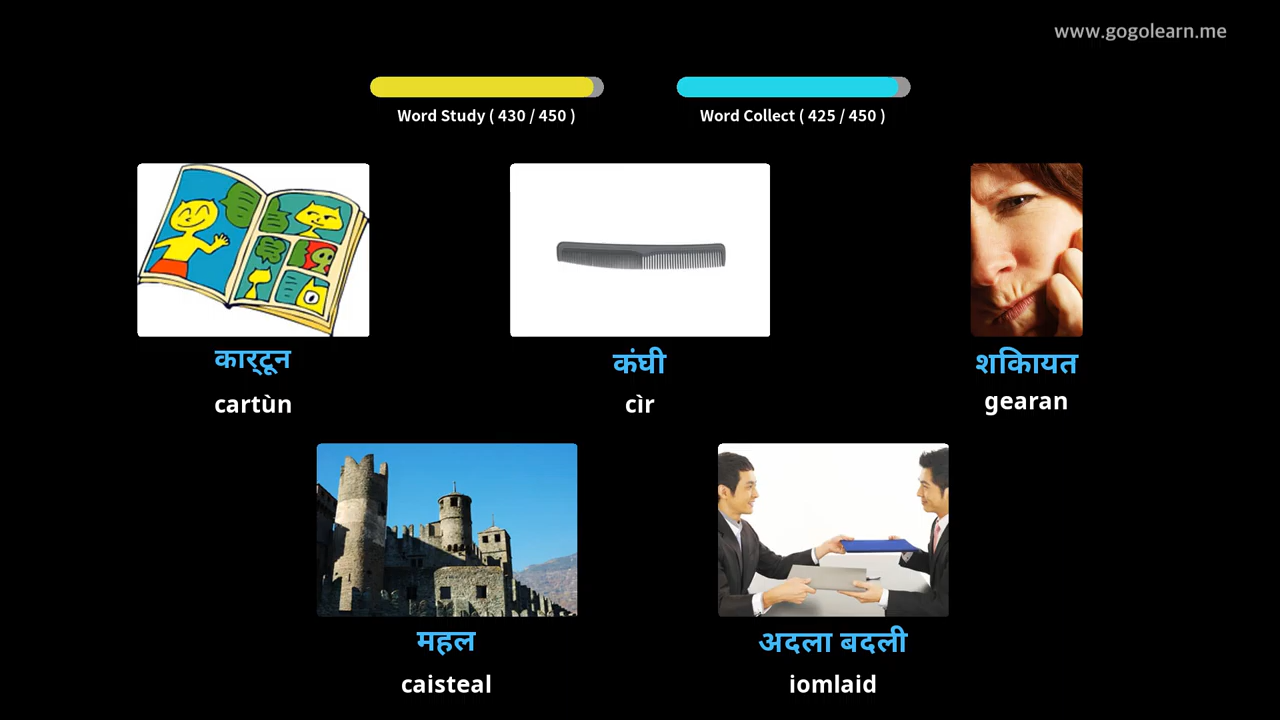 www.gogolearn.me
Word Study ( 430 / 450 )
Word Collect ( 425 / 450 )
कार्‌टून
कंघी
शकिायत
cartùn
cìr
gearan
महल
अदला बदली
caisteal
iomlaid